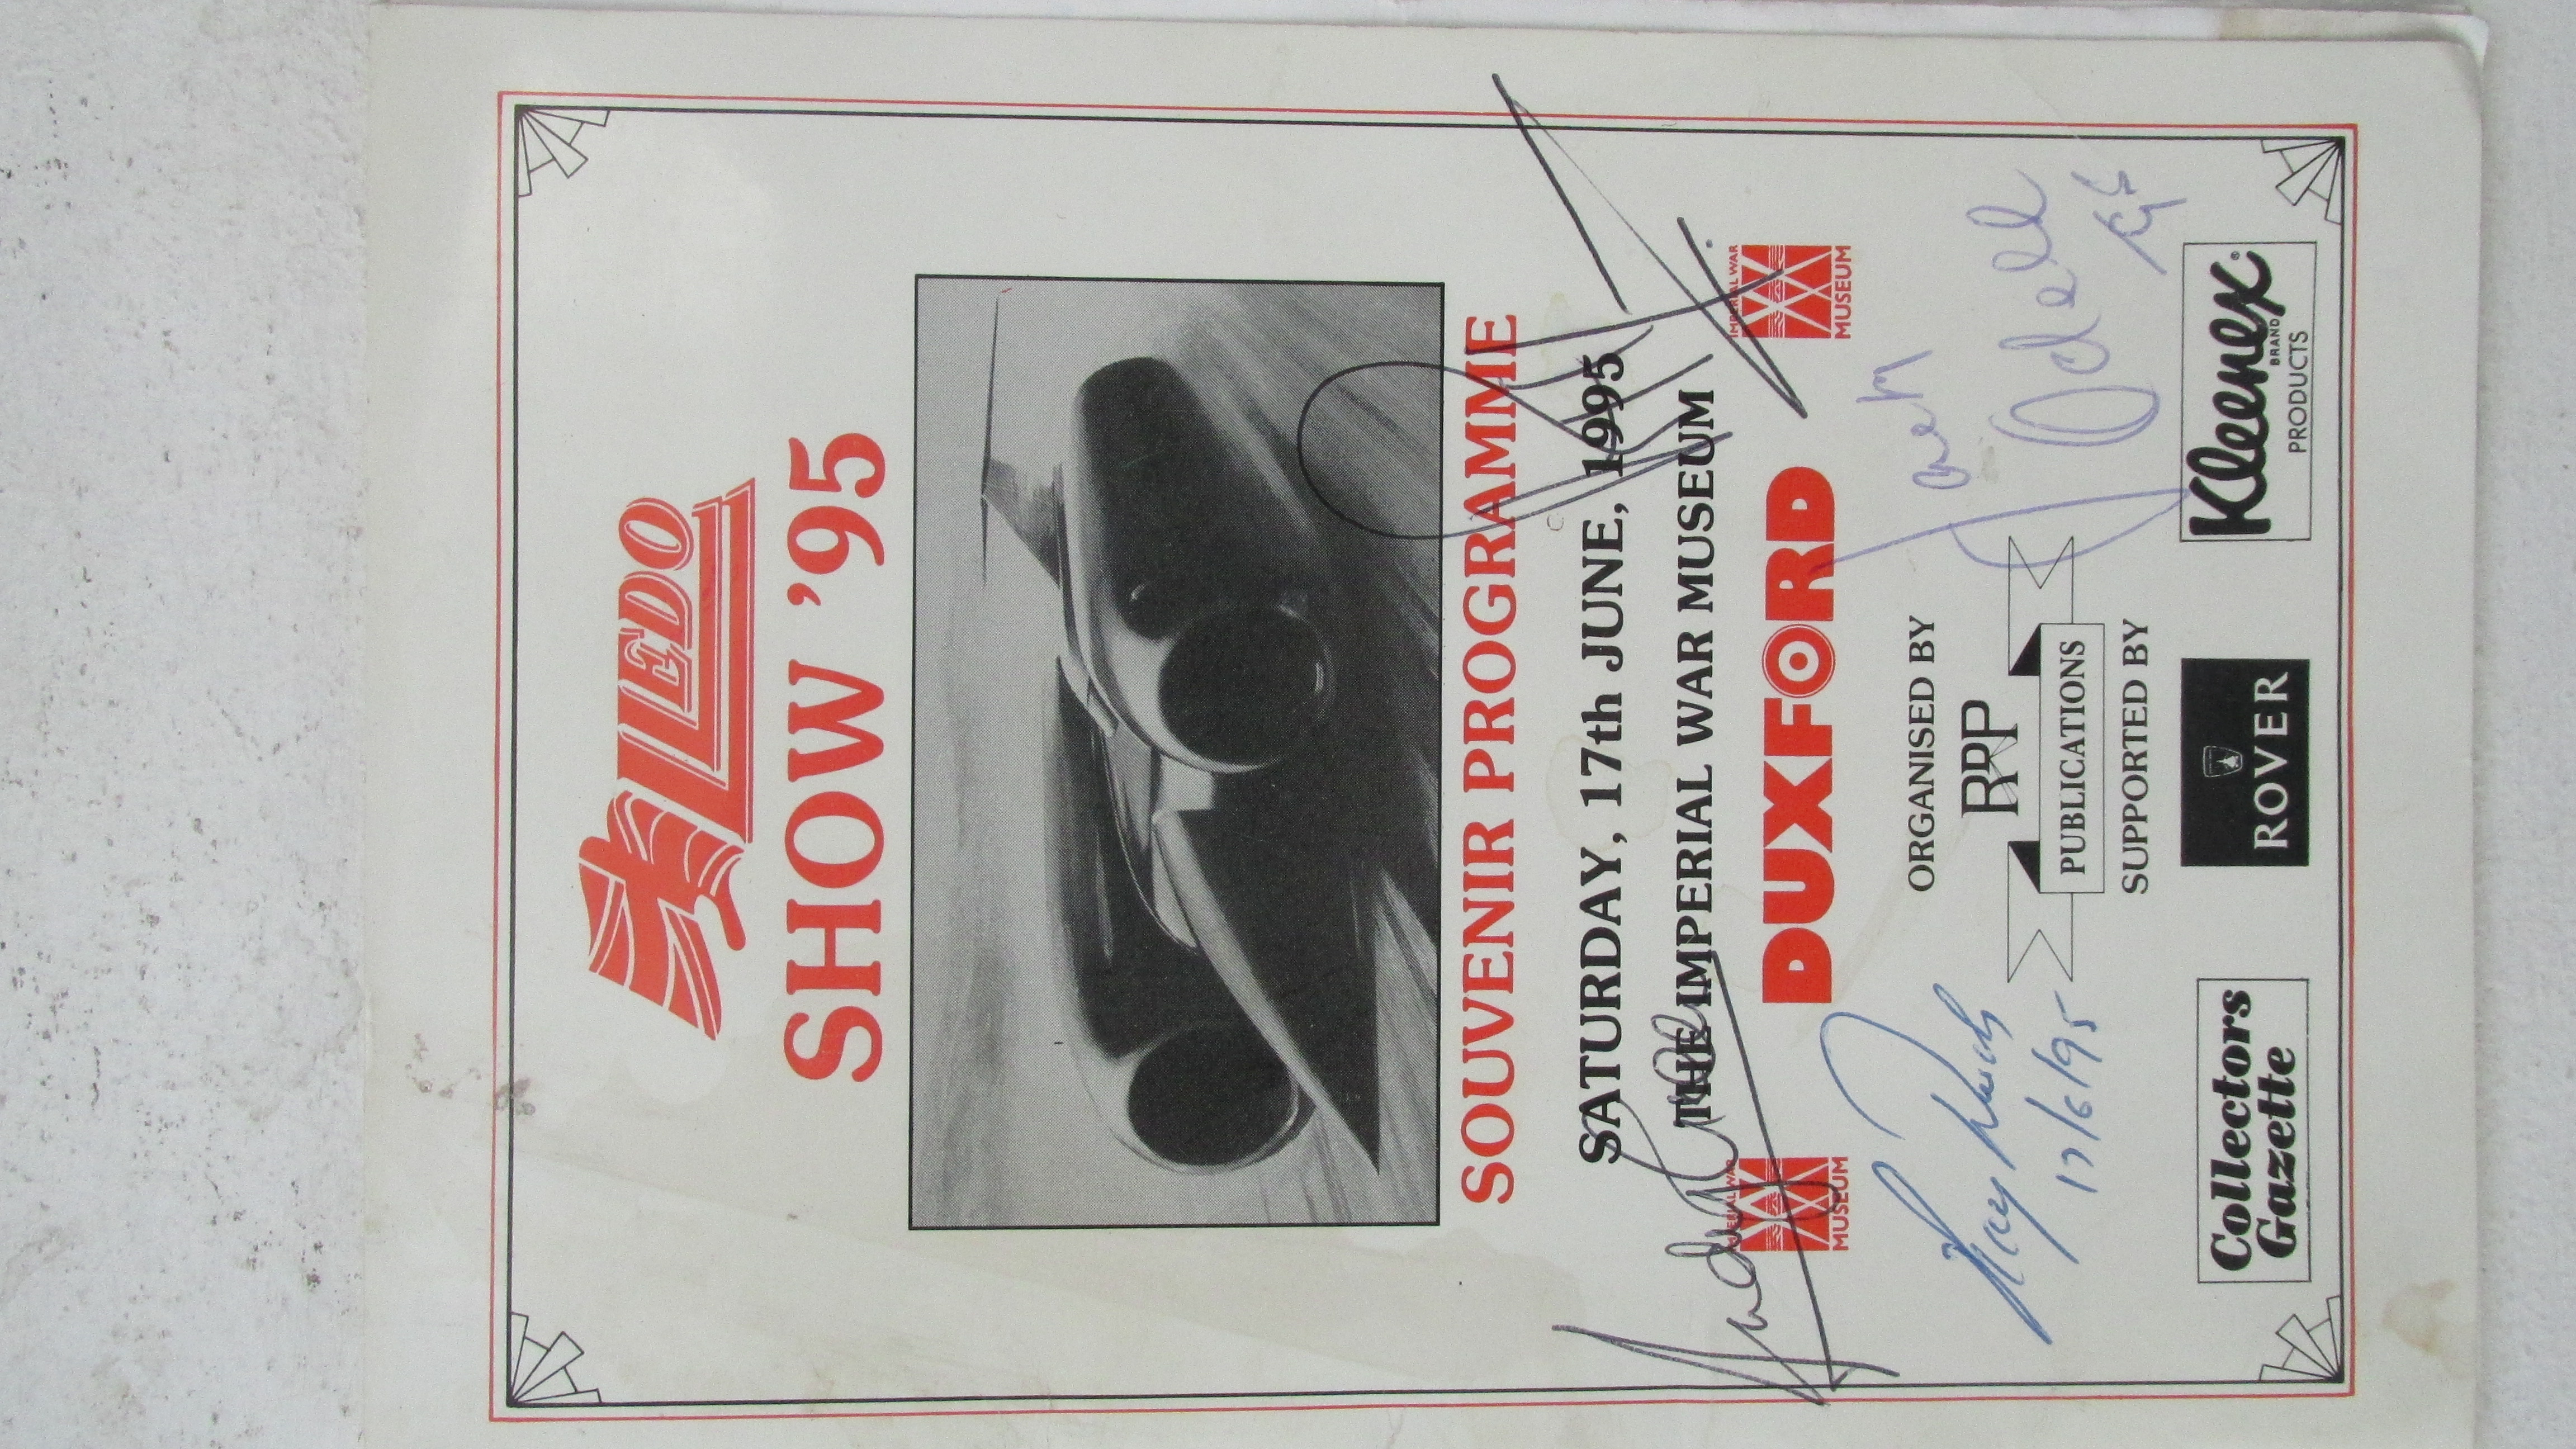 LLEDO
SHOW '95
SOUVENIR PROGRAMME
SATURDAY, 17th JUNE, 1995
THE IMPERIAL WAR MUSEUM
IMPERIAL WAR
MUSEUM
DUXFORD
IMPERIAL WAR
MUSEUM
17/6/95
ORGANISED BY
RPP
PUBLICATIONS
SUPPORTED BY
Collectors
Gazette
ROVER
Kleenex
BRAND
PRODUCTS